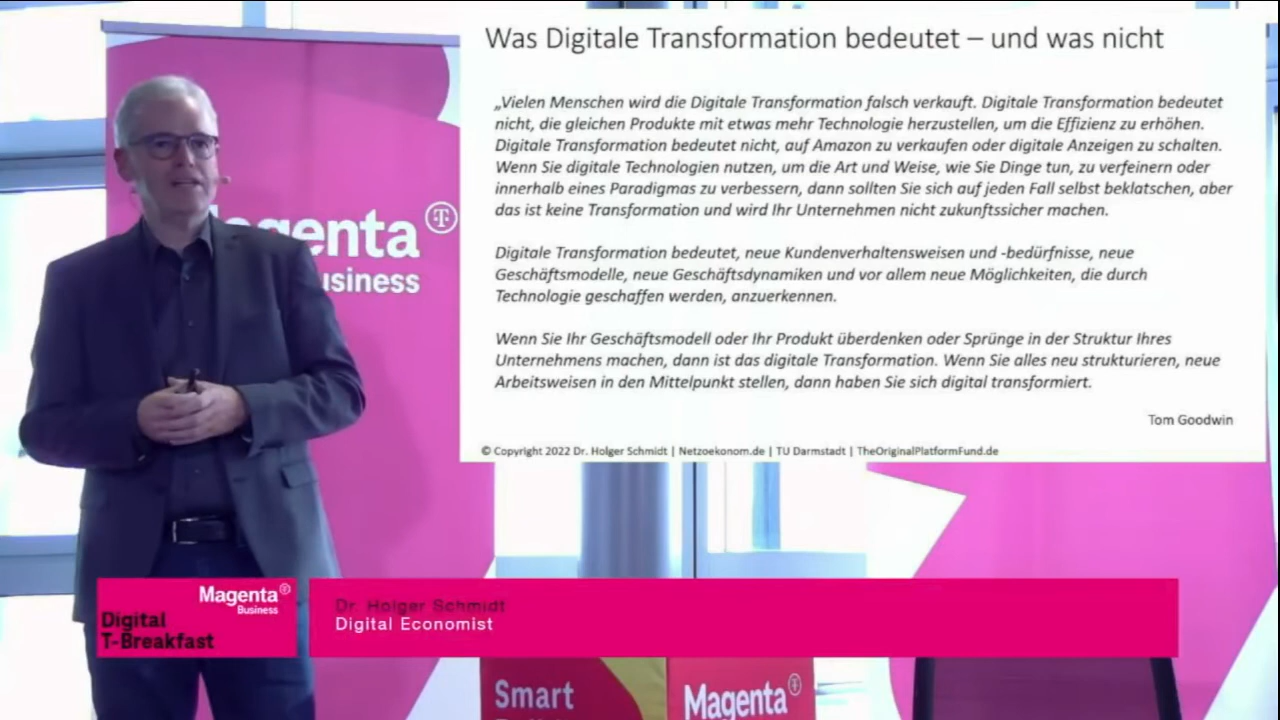 Was Digitale Transformation bedeutet – und was nicht
„Vielen Menschen wird die Digitale Transformation falsch verkauft. Digitale Transformation bedeutet
nicht, die gleichen Produkte mit etwas mehr Technologie herzustellen, um die Effizienz zu erhöhen.
Digitale Transformation bedeutet nicht, auf Amazon zu verkaufen oder digitale Anzeigen zu schalten.
Wenn Sie digitale Technologien nutzen, um die Art und Weise, wie Sie Dinge tun, zu verfeinern oder
innerhalb eines Paradigmas zu verbessern, dann sollten Sie sich auf jeden Fall selbst beklatschen, aber
das ist keine Transformation und wird Ihr Unternehmen nicht zukunftssicher machen.
Digitale Transformation bedeutet, neue Kundenverhaltensweisen und -bedürfnisse, neue
Geschäftsmodelle, neue Geschäftsdynamiken und vor allem neue Möglichkeiten, die durch
Technologie geschaffen werden, anzuerkennen.
Wenn Sie Ihr Geschäftsmodell oder Ihr Produkt überdenken oder Sprünge in der Struktur Ihres
Unternehmens machen, dann ist das digitale Transformation. Wenn Sie alles neu strukturieren, neue
Arbeitsweisen in den Mittelpunkt stellen, dann haben Sie sich digital transformiert.
Tom Goodwin
© Copyright 2022 Dr. Holger Schmidt | Netzoekonom.de | TU Darmstadt | TheOriginalPlatformFund.de
Magenta
Business
Digital
T-Breakfast
Dr. Holger Schmidt
Digital Economist
Smart
Magenta